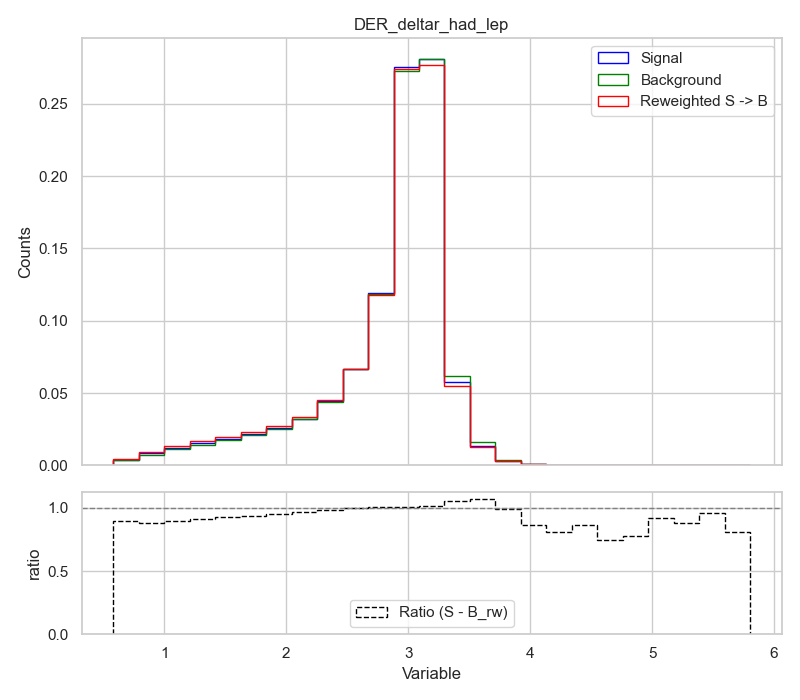 DER_deltar_had_lep
Signal
Background
Reweighted S -> B
Counts
0.25
0.20
0.15
0.10
0.05
0.00
ratio
1.0
0.5
0.0
Ratio (S - B_rw)
1 2 3 4 5 6
Variable